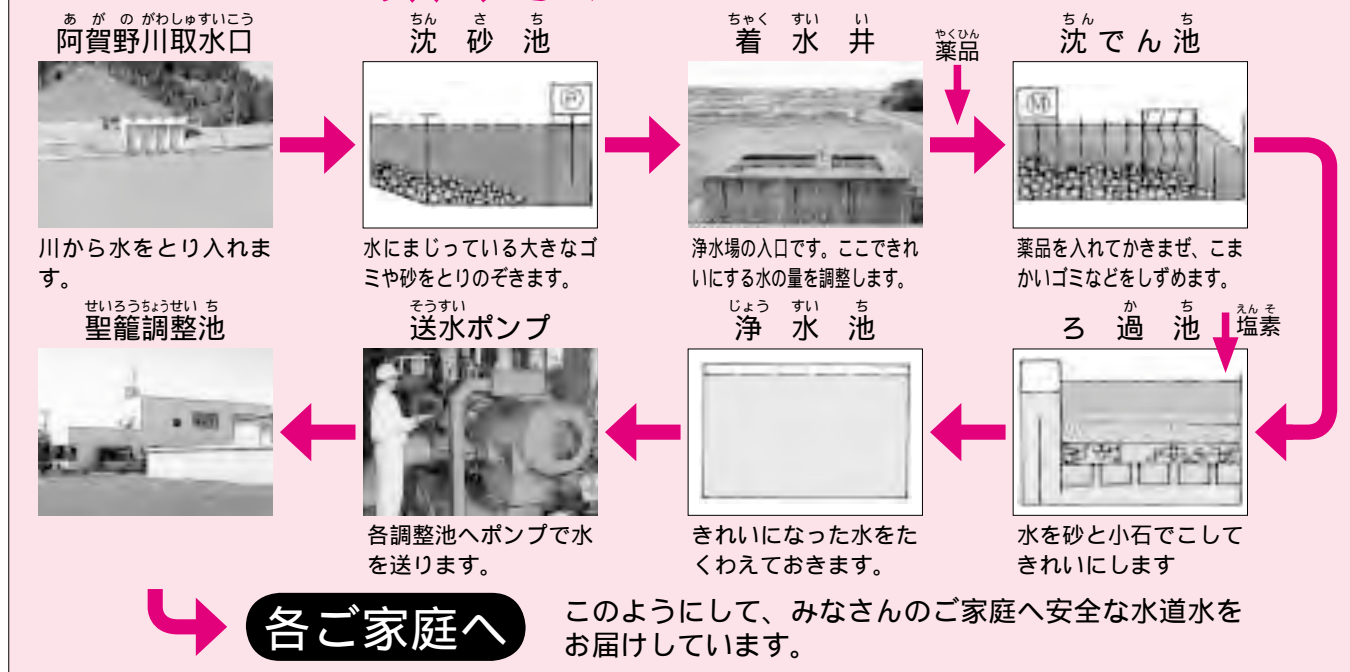 あがのがわしゅすいこう
阿賀野川取水口
ちんさち
沈砂池
ちゃくすいい
着水井
やくひん
薬品
ちんち
沈でん池
川から水をとり入れま
す。
水にまじっている大きなゴ
ミや砂をとりのぞきます。
浄水場の入口です。ここできれ
いにする水の量を調整します。
薬品を入れてかきまぜ、こま
かいゴミなどをしずめます。
せいろうちょうせいち
聖籠調整池
そうすい
送水ポンプ
じょうすいち
浄水池
かち
ろ過池
えんそ
塩素
各調整池へポンプで水
を送ります。
きれいになった水をた
くわえておきます。
水を砂と小石でこして
きれいにします
各ご家庭へ
このようにして、みなさんのご家庭へ安全な水道水を
お届けしています。